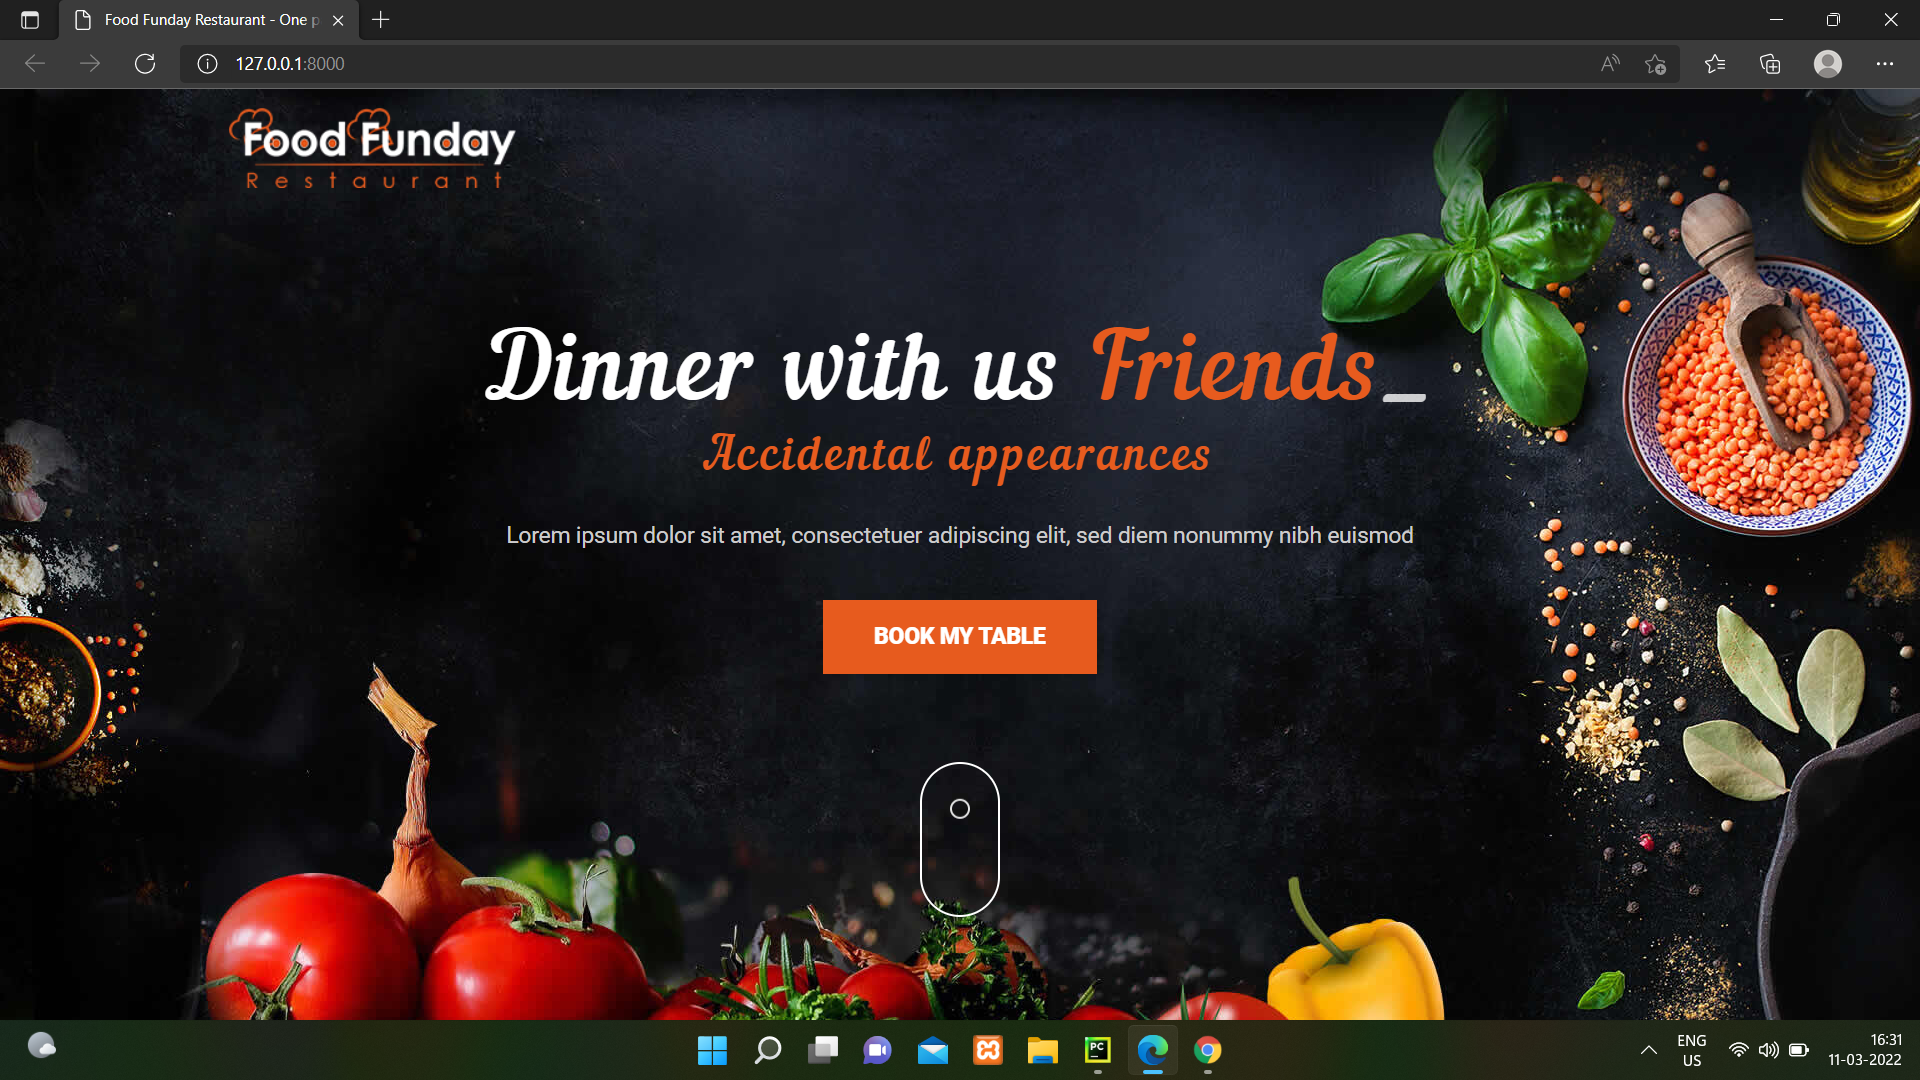 Food Funday Restaurant - One p
127.0.0.1:8000
Food Funday
Restaurant
Dinner with us Friends_
Accidental appearances
Lorem ipsum dolor sit amet, consectetuer adipiscing elit, sed diem nonummy nibh euismod
BOOK MY TABLE
PC
ENG
US
16:31
11-03-2022